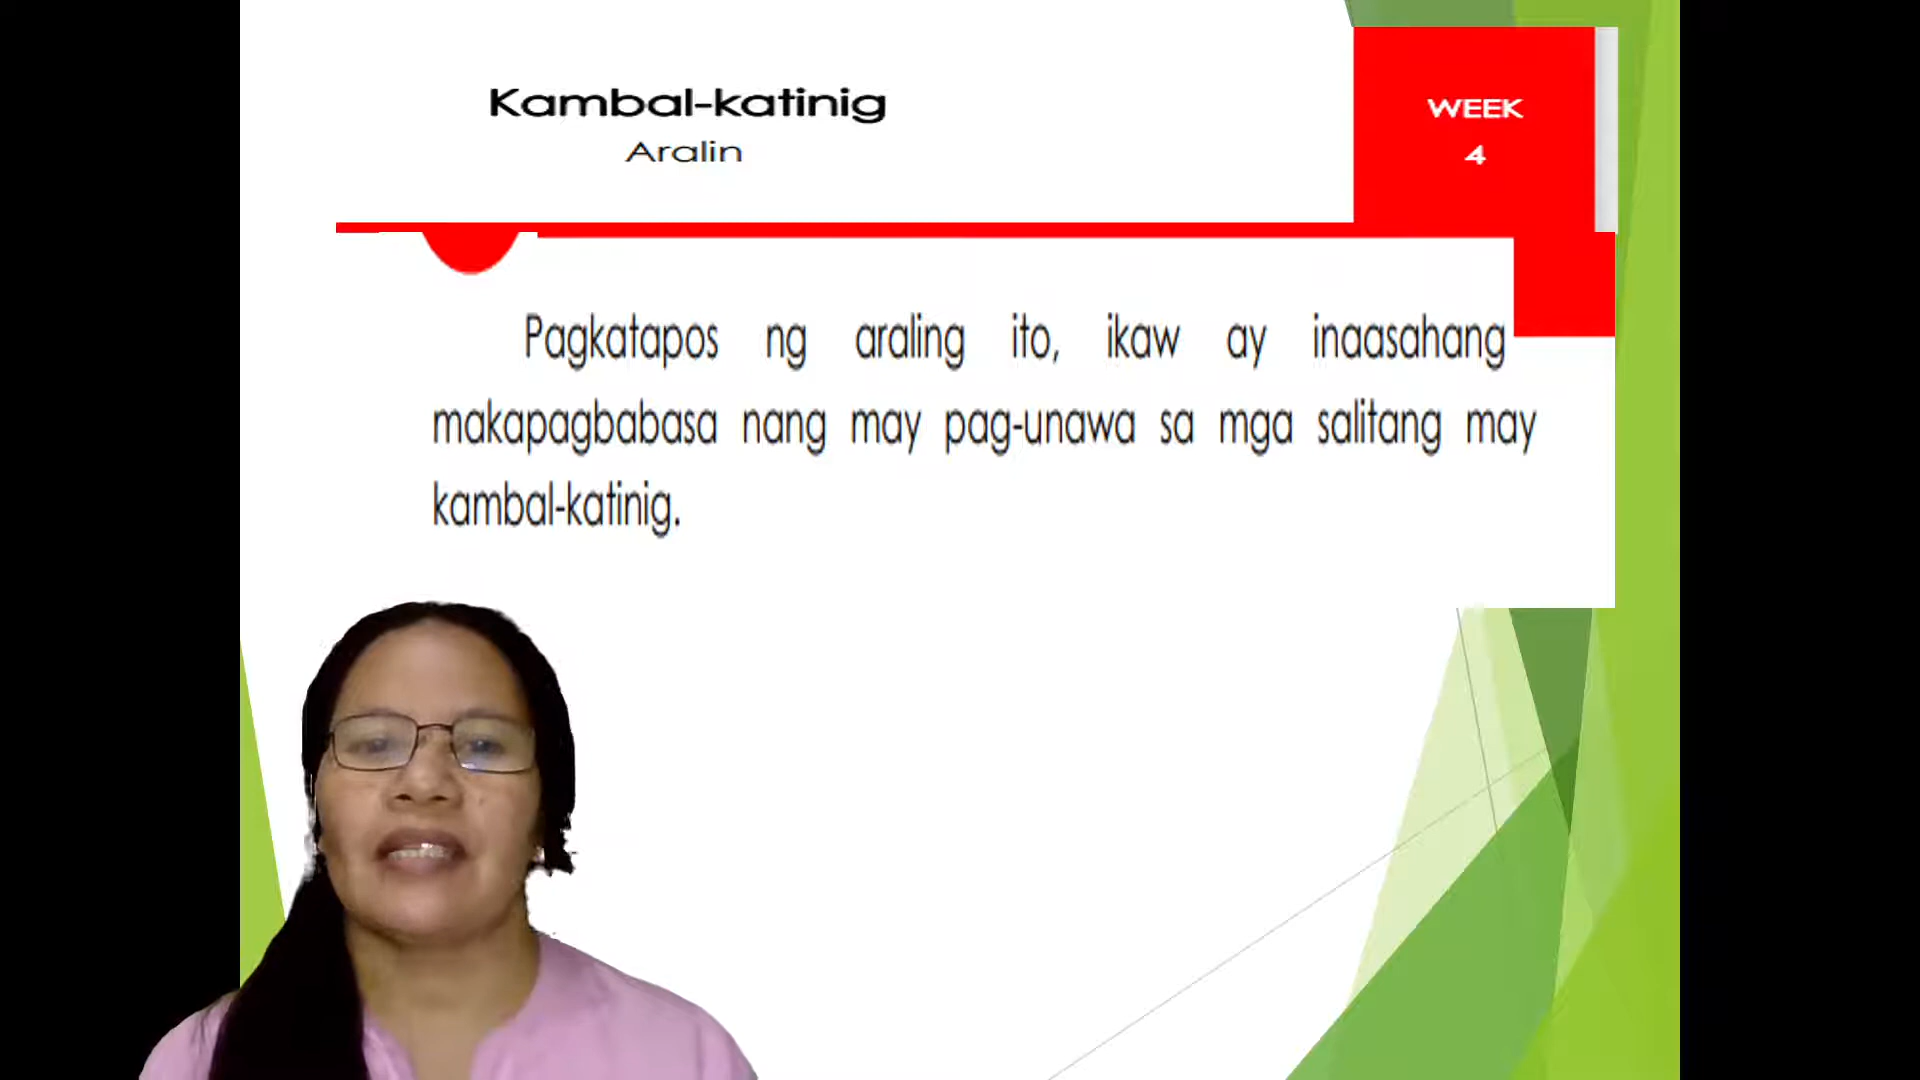 Kambal-katinig
Aralin
WEEK
4
Pagkatapos ng araling ito, ikaw ay inaasahang
makapagbabasa nang may pag-unawa sa mga salitang may
kambal-katinig.